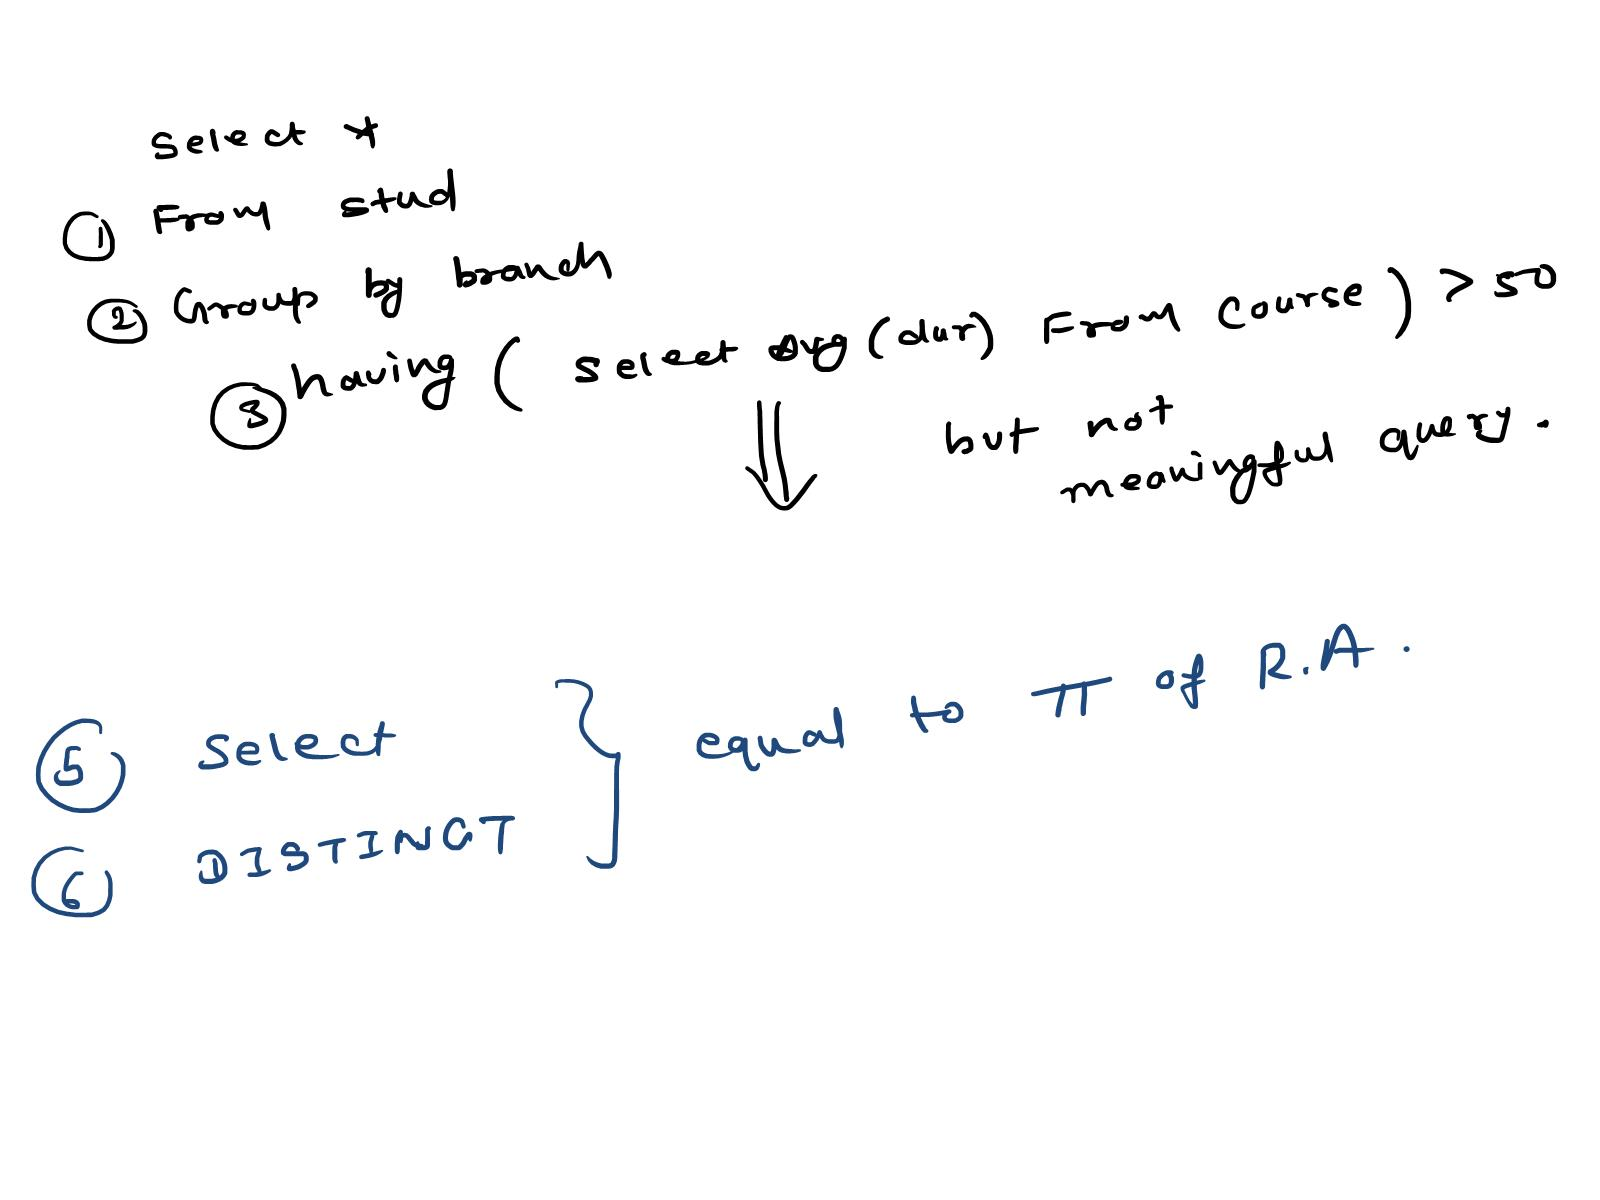 Select *
① From stud
② Group by branch
③ having ( select Avg (dur) From Course ) > 50
but not
meaningful query.
⑤ Select
⑥ DISTINCT
equal to π of R.A.